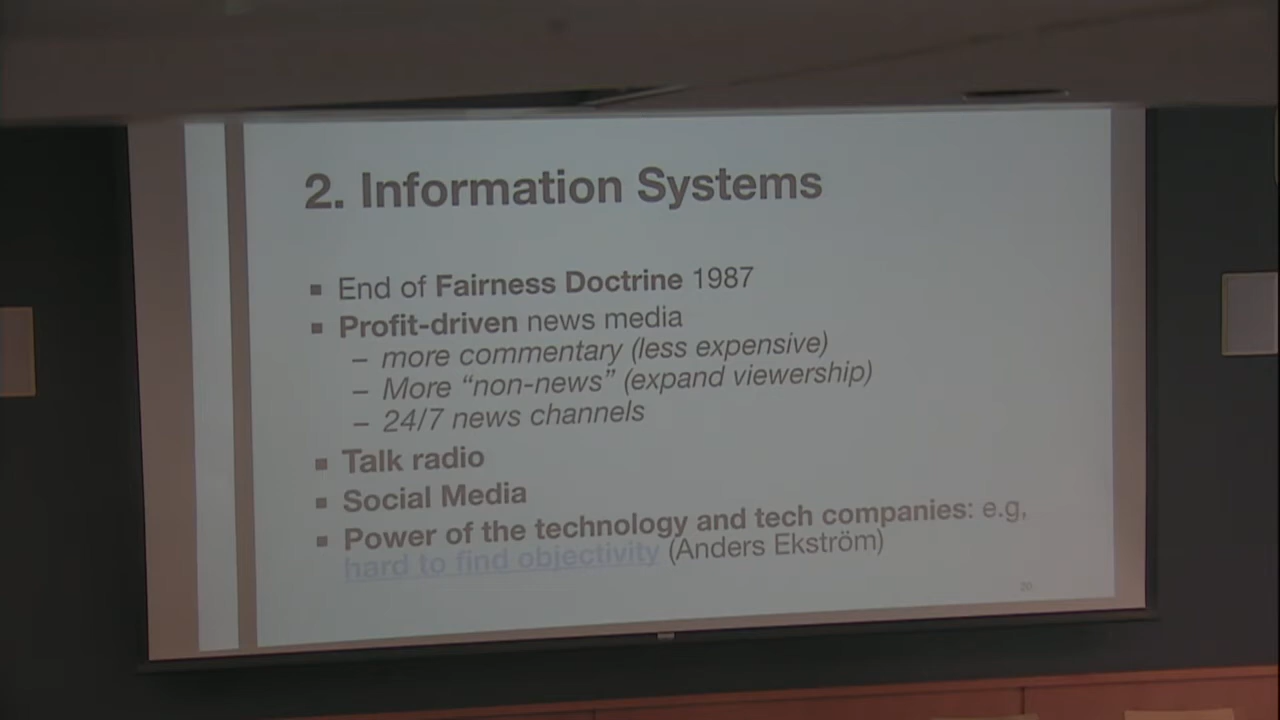 2. Information Systems
▪ End of Fairness Doctrine 1987
▪ Profit-driven news media
– more commentary (less expensive)
– More “non-news” (expand viewership)
– 24/7 news channels
▪ Talk radio
▪ Social Media
▪ Power of the technology and tech companies: e.g,
hard to find objectivity (Anders Ekström)
20